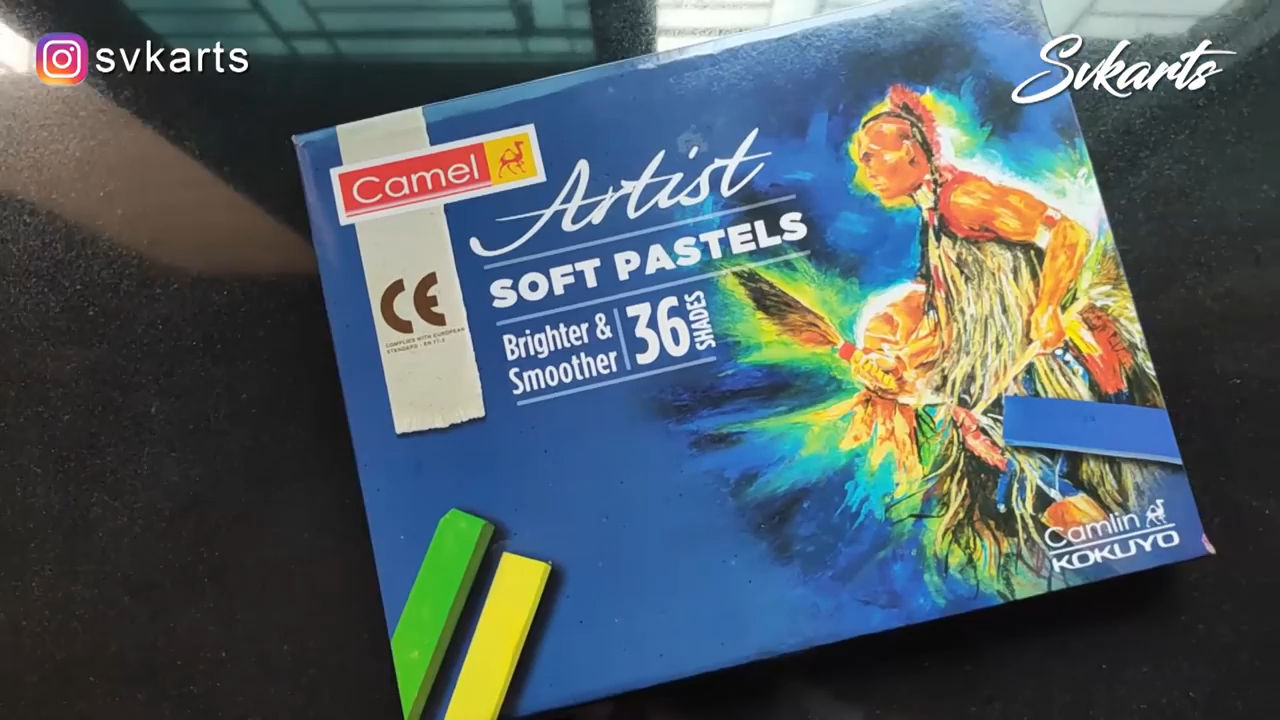 svkarts
Svkarts
Camel
Artist
SOFT PASTELS
Brighter &
Smoother
36
SHADES
CE
COMPLIES WITH EUROPEAN
STANDARD - EN 71-3
Camlin
KOKUYO